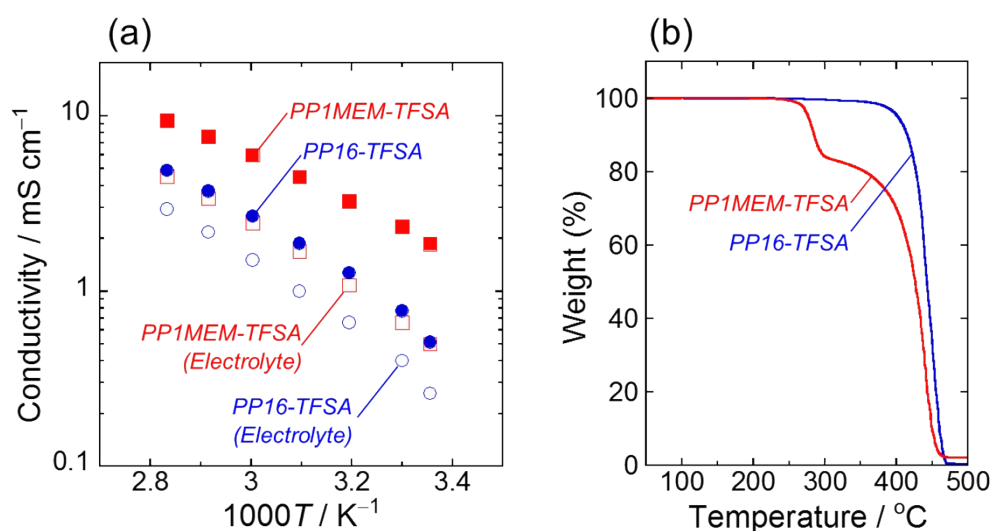 (a)
Conductivity / mS cm⁻¹
10
1
0.1
PP1MEM-TFSA
PP16-TFSA
PP1MEM-TFSA
(Electrolyte)
PP16-TFSA
(Electrolyte)
2.8 3 3.2 3.4
1000T / K⁻¹
(b)
Weight (%)
100
80
60
40
20
0
PP1MEM-TFSA
PP16-TFSA
100 200 300 400 500
Temperature / °C